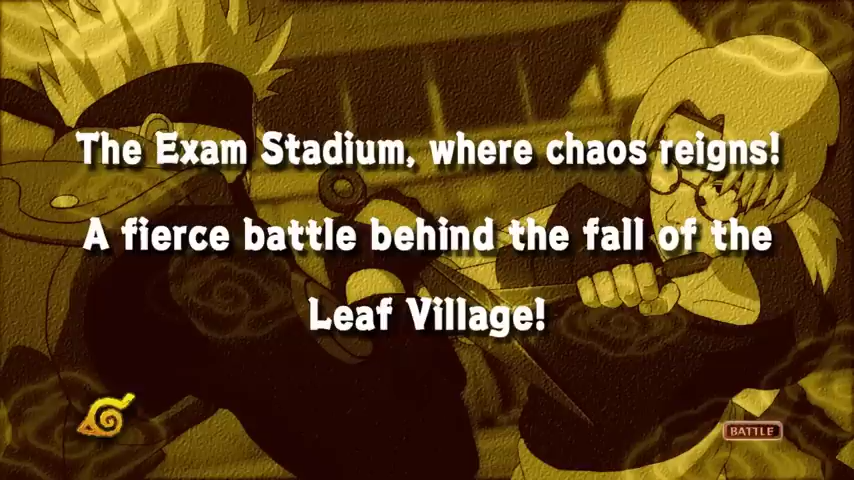 The Exam Stadium, where chaos reigns!
A fierce battle behind the fall of the
Leaf Village!
BATTLE